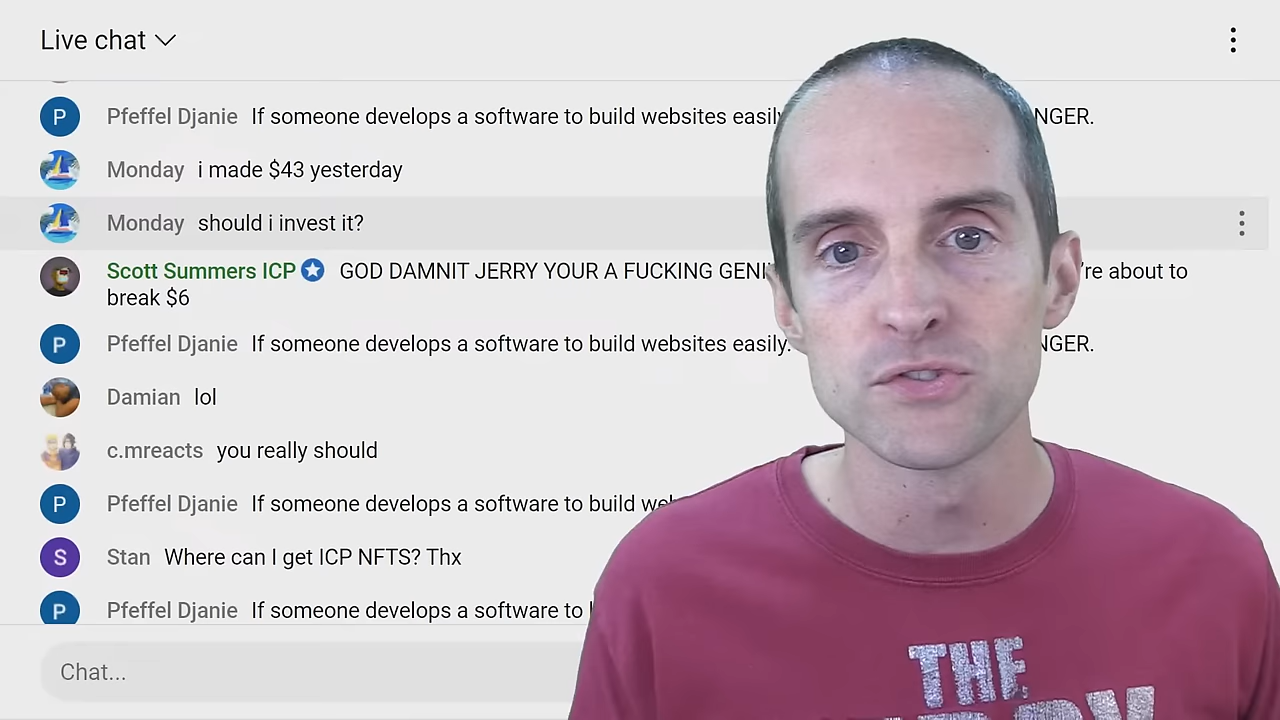 Live chat
P Pfeffel Djanie If someone develops a software to build websites easily NGER.
Monday i made $43 yesterday
Monday should i invest it?
Scott Summers ICP GOD DAMNIT JERRY YOUR A FUCKING GENI 're about to
break $6
P Pfeffel Djanie If someone develops a software to build websites easily. NGER.
Damian lol
c.mreacts you really should
P Pfeffel Djanie If someone develops a software to build
S Stan Where can I get ICP NFTS? Thx
P Pfeffel Djanie If someone develops a software to
Chat...
THE